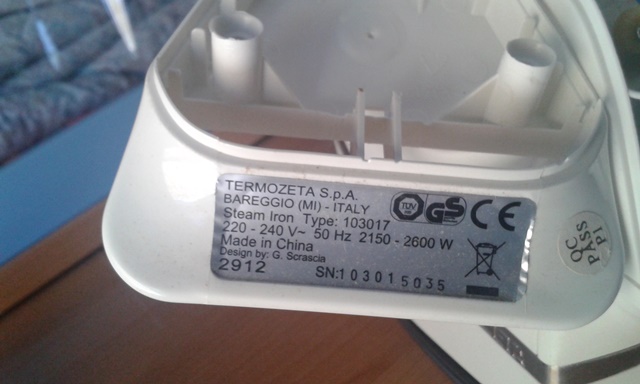 TERMOZETA S.p.A.
BAREGGIO (MI) - ITALY
Steam Iron Type: 103017
220 - 240 V~ 50 Hz 2150 - 2600 W
Made in China
Design by: G. Scrascia
2912
SN:103015035
TÜV GS CE
QC
PASS
P1